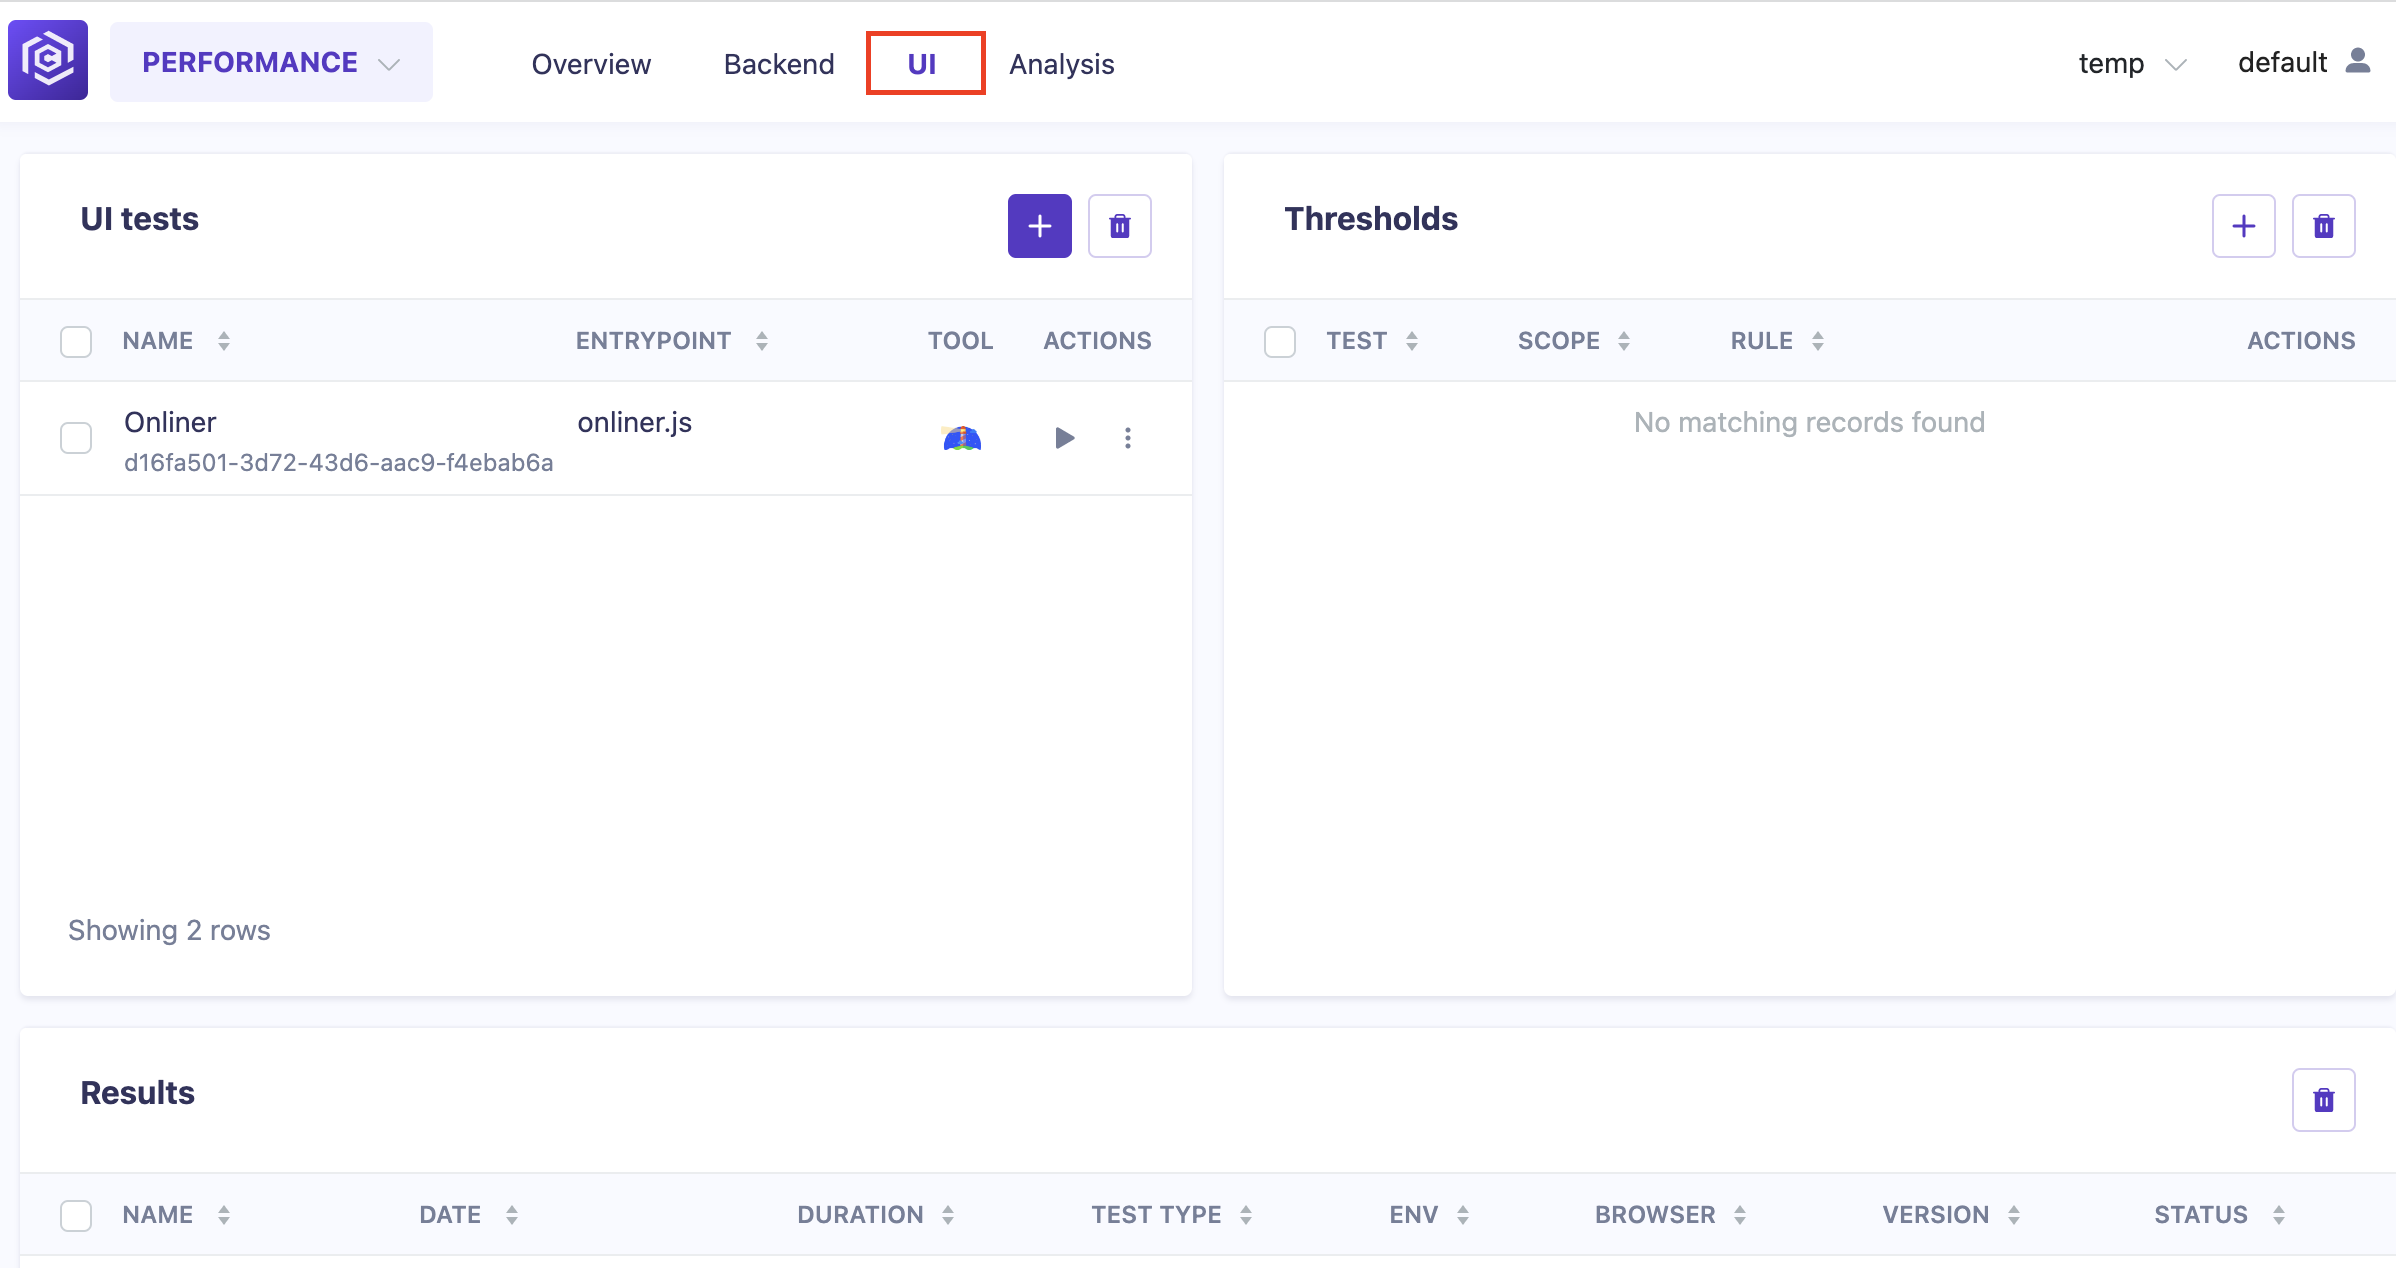 PERFORMANCE Overview Backend UI Analysis temp default
UI tests
NAME ENTRYPOINT TOOL ACTIONS
Onliner onliner.js
d16fa501-3d72-43d6-aac9-f4ebab6a
Showing 2 rows
Thresholds
TEST SCOPE RULE ACTIONS
No matching records found
Results
NAME DATE DURATION TEST TYPE ENV BROWSER VERSION STATUS